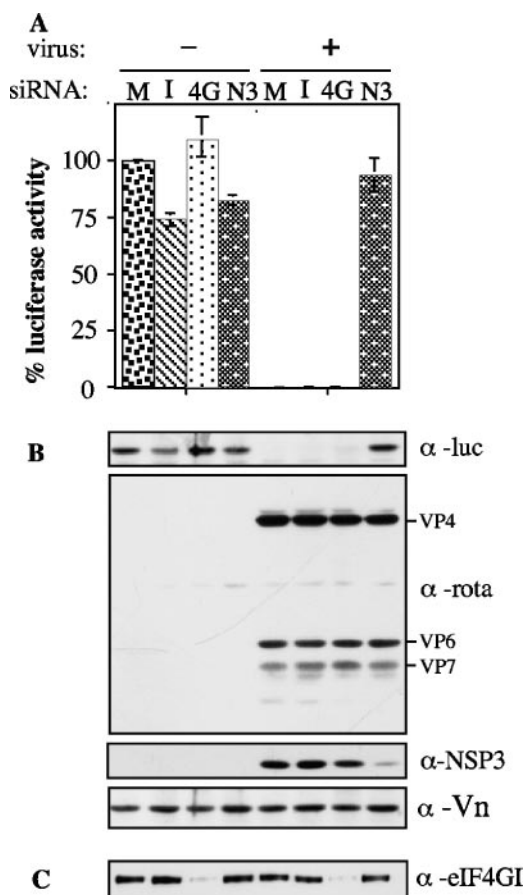 A
virus: − +
siRNA: M I 4G N3 M I 4G N3
% luciferase activity
100
75
50
25
0
B
α-luc
VP4
α-rota
VP6
VP7
α-NSP3
α-Vn
C
α-eIF4GI